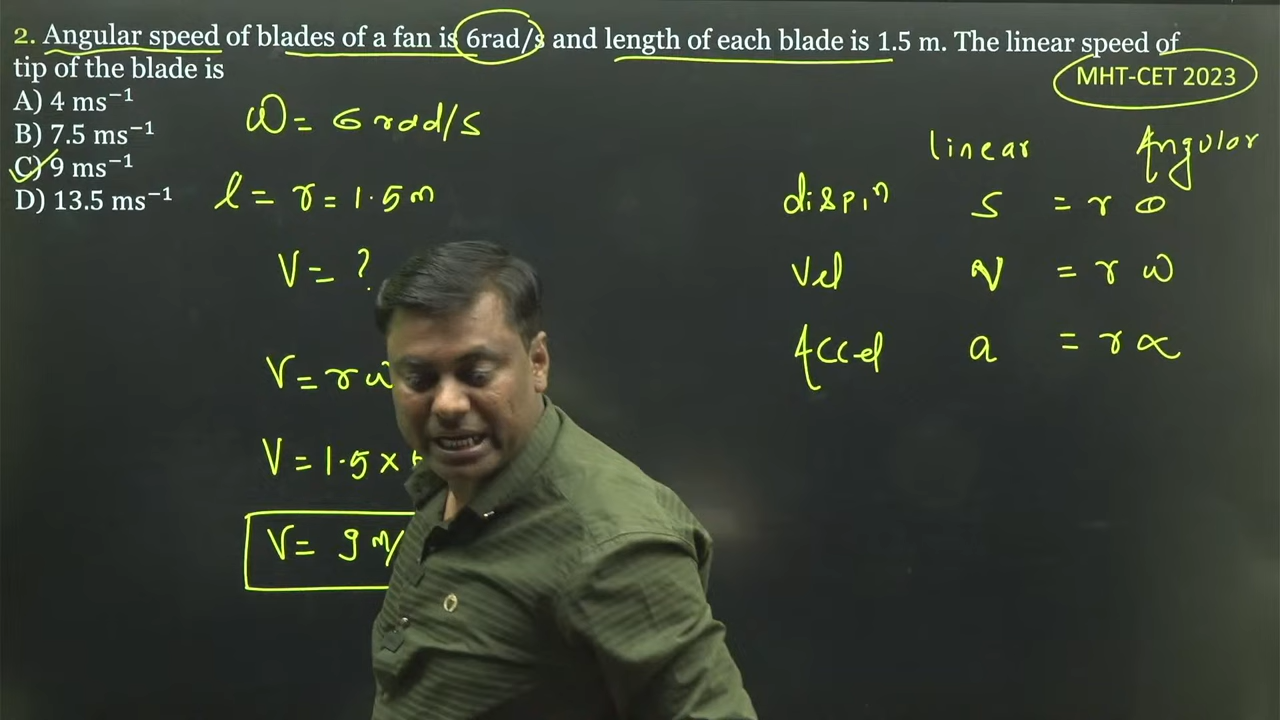 2. Angular speed of blades of a fan is 6rad/s and length of each blade is 1.5 m. The linear speed of
tip of the blade is
MHT-CET 2023
A) 4 ms⁻¹
B) 7.5 ms⁻¹
C) 9 ms⁻¹
D) 13.5 ms⁻¹
ω = 6 rad/s
l = r = 1.5 m
V = ?
V = rω
V = 1.5 ×
V = 9 m/
linear Angular
s = r θ
Vel v = r ω
Accel a = r α